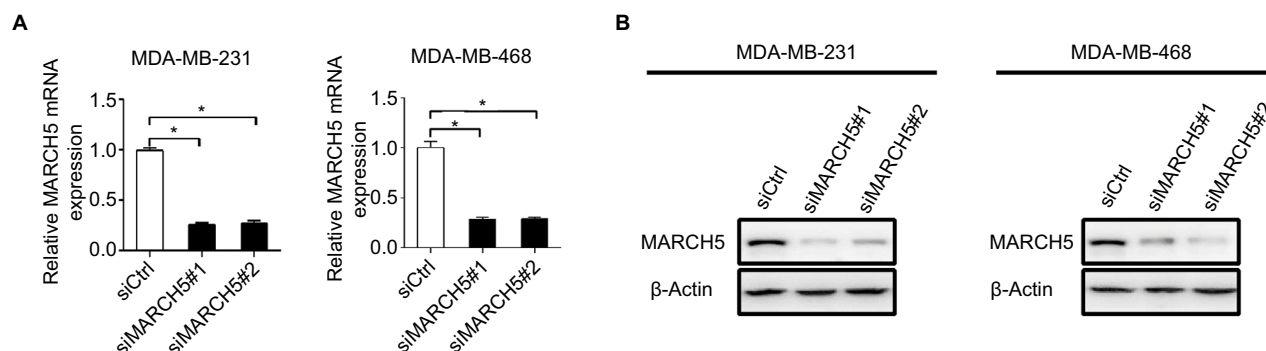 A
MDA-MB-231
Relative MARCH5 mRNA
expression
1.5
1.0
0.5
0.0
*
*
siCtrl
siMARCH5#1
siMARCH5#2
MDA-MB-468
Relative MARCH5 mRNA
expression
1.5
1.0
0.5
0.0
*
*
siCtrl
siMARCH5#1
siMARCH5#2
B
MDA-MB-231
siCtrl
siMARCH5#1
siMARCH5#2
MARCH5
β-Actin
MDA-MB-468
siCtrl
siMARCH5#1
siMARCH5#2
MARCH5
β-Actin